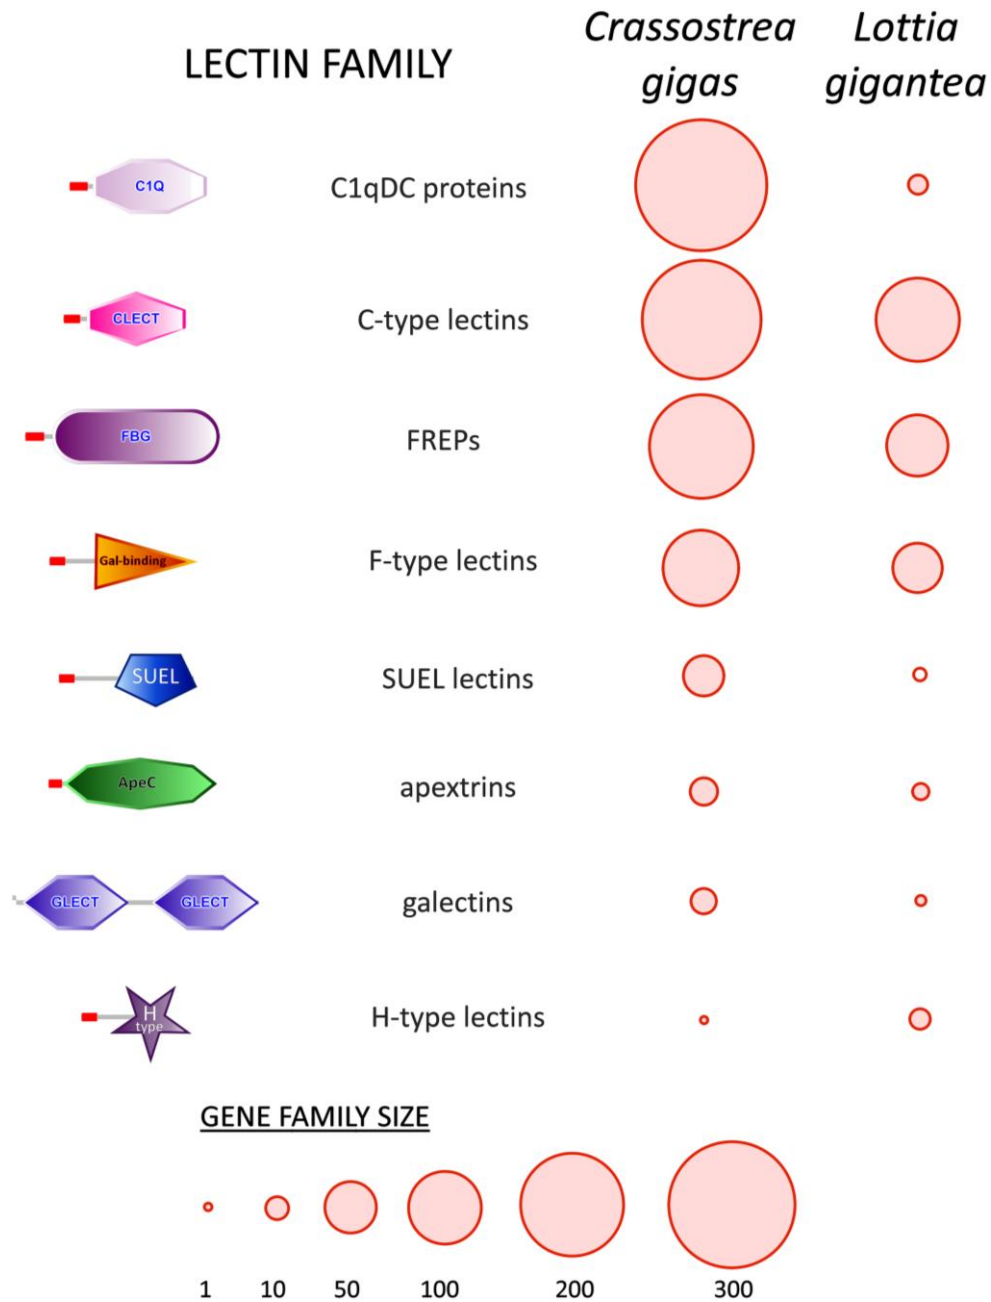 LECTIN FAMILY
Crassostrea gigas
Lottia gigantea
C1Q
C1qDC proteins
CLECT
C-type lectins
FBG
FREPs
Gal-binding
F-type lectins
SUEL
SUEL lectins
ApeC
apextrins
GLECT GLECT
galectins
H
type
H-type lectins
GENE FAMILY SIZE
1 10 50 100 200 300